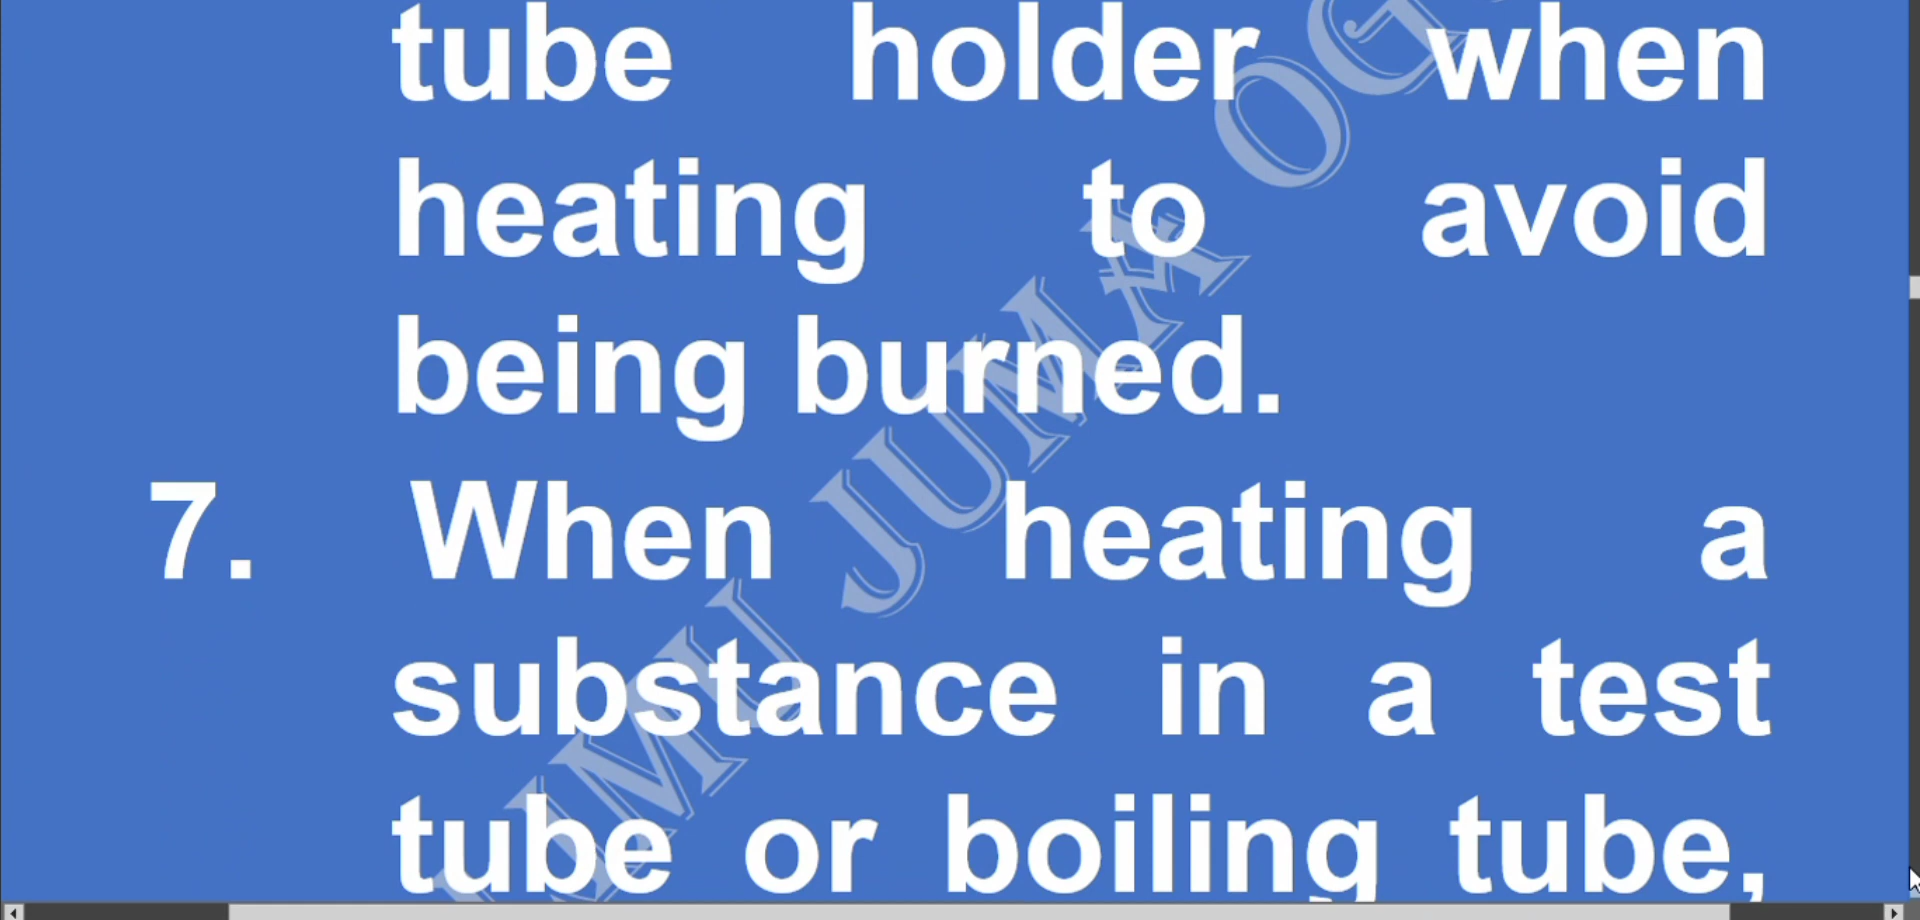 tube holder when
heating to avoid
being burned.
7. When heating a
substance in a test
tube or boiling tube,